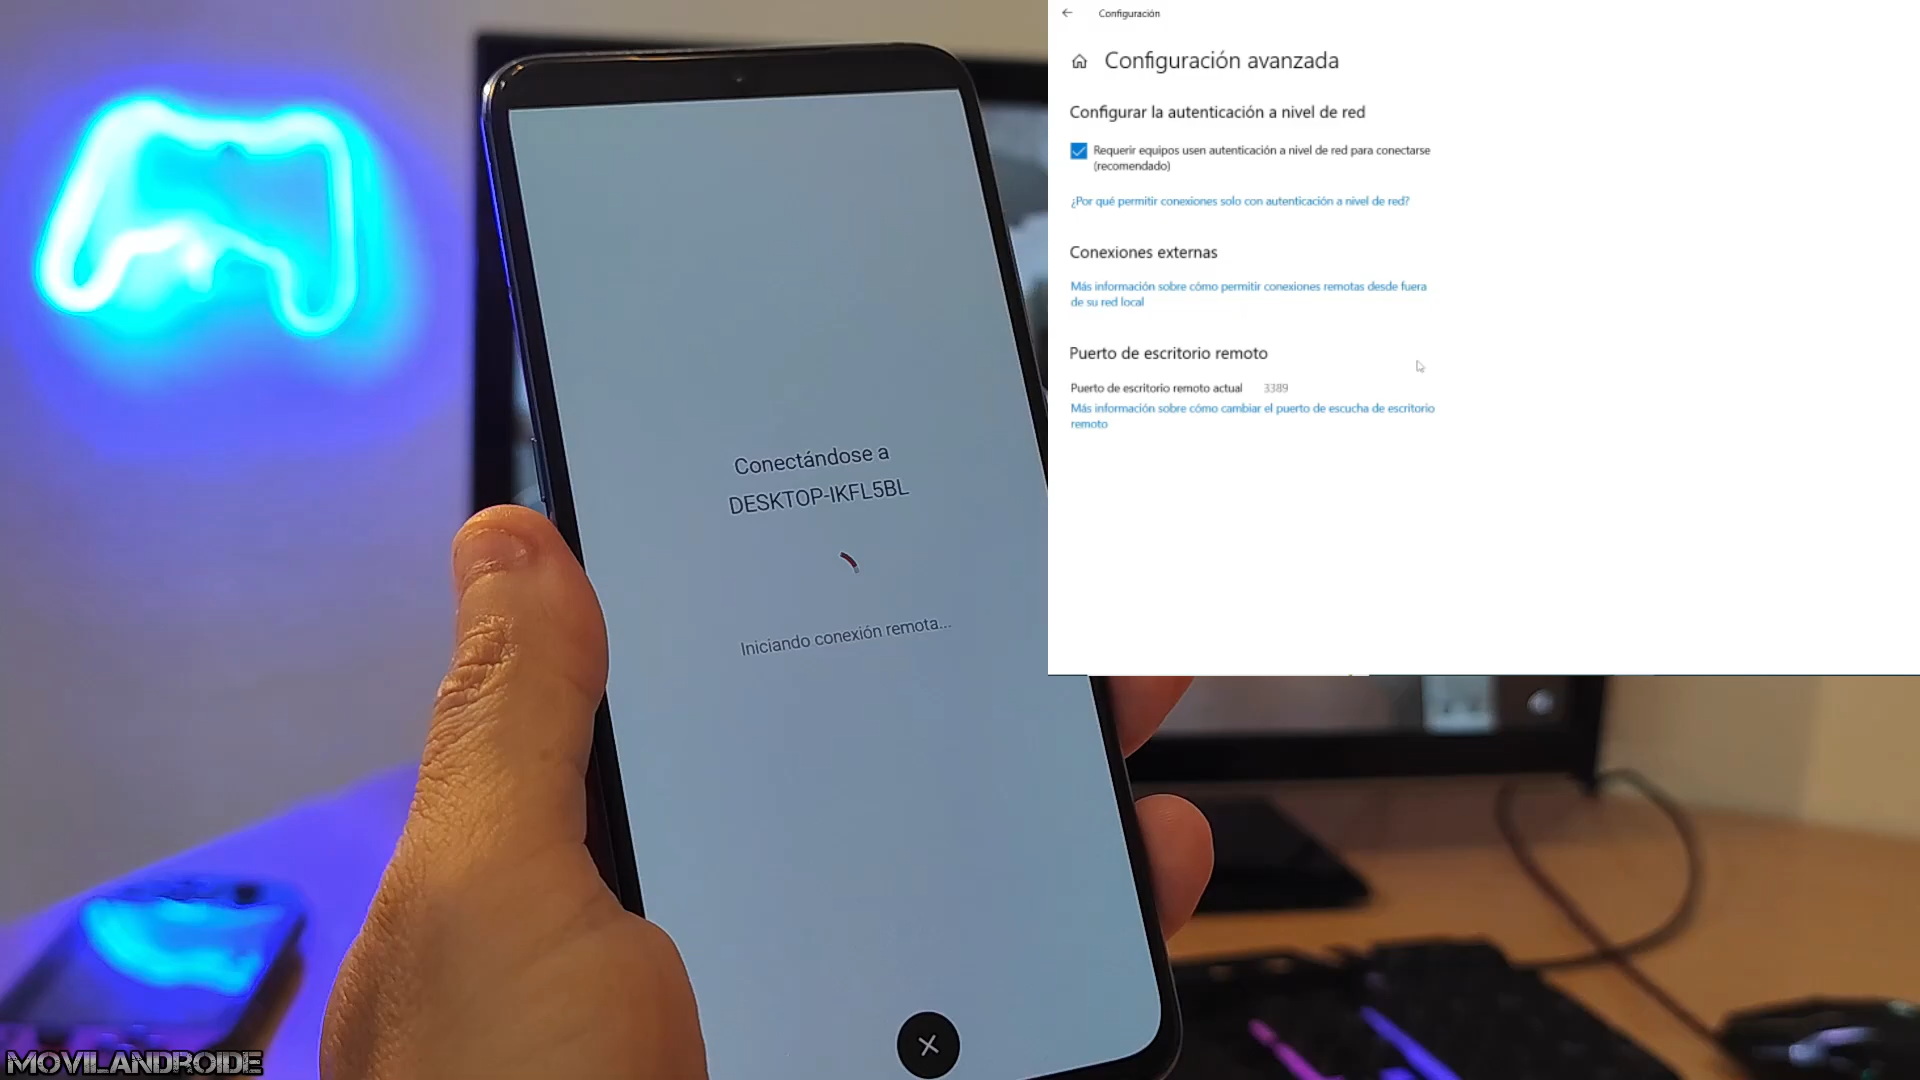 Configuración
Configuración avanzada
Configurar la autenticación a nivel de red
Requerir equipos usen autenticación a nivel de red para conectarse
(recomendado)
¿Por qué permitir conexiones solo con autenticación a nivel de red?
Conexiones externas
Más información sobre cómo permitir conexiones remotas desde fuera
de su red local
Puerto de escritorio remoto
Puerto de escritorio remoto actual 3389
Más información sobre cómo cambiar el puerto de escucha de escritorio
remoto
Conectándose a
DESKTOP-IKFL5BL
Iniciando conexión remota...
MOVILANDROIDE